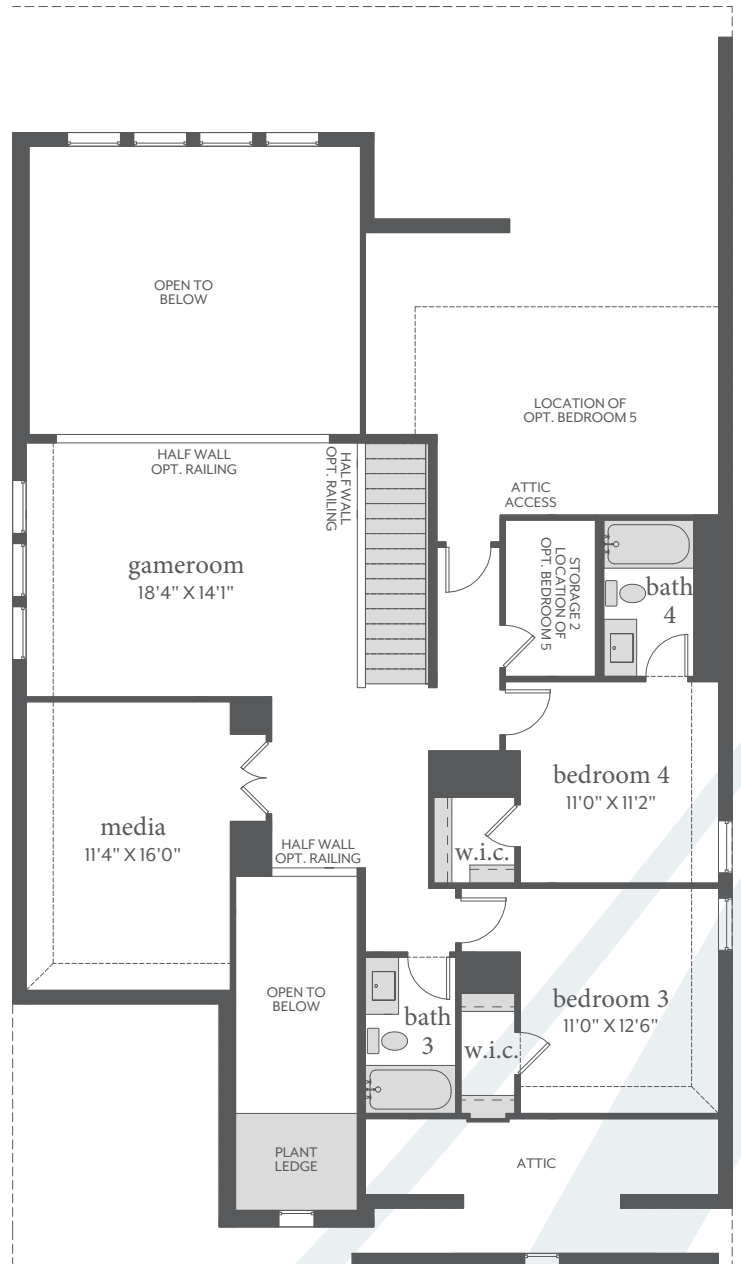 OPEN TO
BELOW
LOCATION OF
OPT. BEDROOM 5
HALF WALL
OPT. RAILING
HALF WALL
OPT. RAILING
ATTIC
ACCESS
gameroom
18'4" X 14'1"
STORAGE 2
LOCATION OF
OPT. BEDROOM 5
bath
4
bedroom 4
11'0" X 11'2"
media
11'4" X 16'0"
w.i.c.
HALF WALL
OPT. RAILING
OPEN TO
BELOW
bath
3
w.i.c.
bedroom 3
11'0" X 12'6"
PLANT
LEDGE
ATTIC